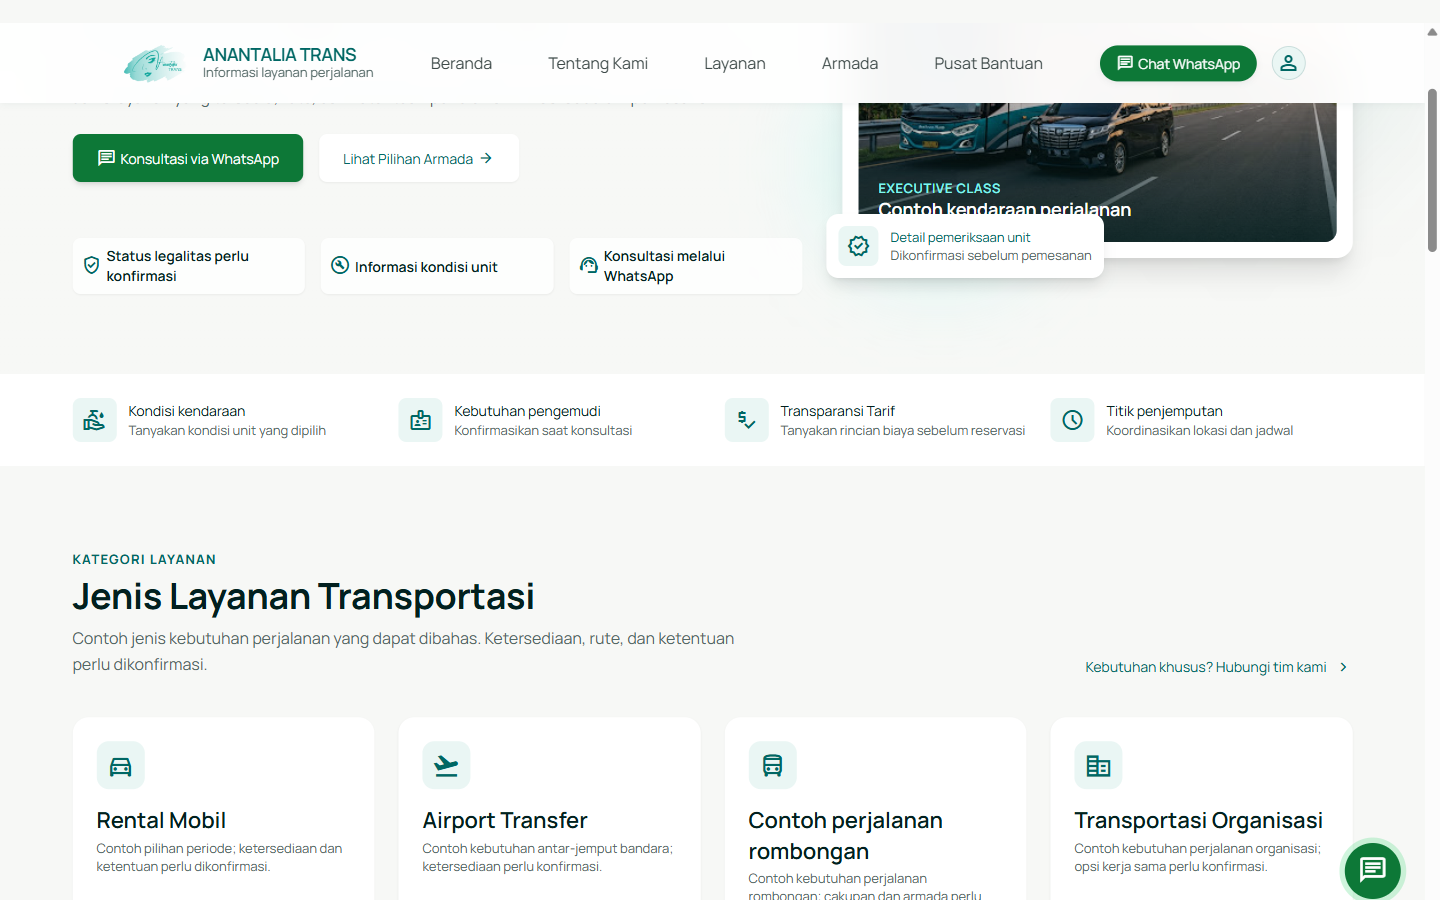 ANANTALIA TRANS
Informasi layanan perjalanan
Beranda
Tentang Kami
Layanan
Armada
Pusat Bantuan
Chat WhatsApp
Konsultasi via WhatsApp
Lihat Pilihan Armada
EXECUTIVE CLASS
Contoh kendaraan perjalanan
Detail pemeriksaan unit
Dikonfirmasi sebelum pemesanan
Status legalitas perlu
konfirmasi
Informasi kondisi unit
Konsultasi melalui
WhatsApp
Kondisi kendaraan
Tanyakan kondisi unit yang dipilih
Kebutuhan pengemudi
Konfirmasikan saat konsultasi
Transparansi Tarif
Tanyakan rincian biaya sebelum reservasi
Titik penjemputan
Koordinasikan lokasi dan jadwal
KATEGORI LAYANAN
Jenis Layanan Transportasi
Contoh jenis kebutuhan perjalanan yang dapat dibahas. Ketersediaan, rute, dan ketentuan
perlu dikonfirmasi.
Kebutuhan khusus? Hubungi tim kami
Rental Mobil
Contoh pilihan periode; ketersediaan dan
ketentuan perlu dikonfirmasi.
Airport Transfer
Contoh kebutuhan antar-jemput bandara;
ketersediaan perlu konfirmasi.
Contoh perjalanan
rombongan
Contoh kebutuhan perjalanan
rombongan; cakupan dan armada perlu
Transportasi Organisasi
Contoh kebutuhan perjalanan organisasi;
opsi kerja sama perlu konfirmasi.